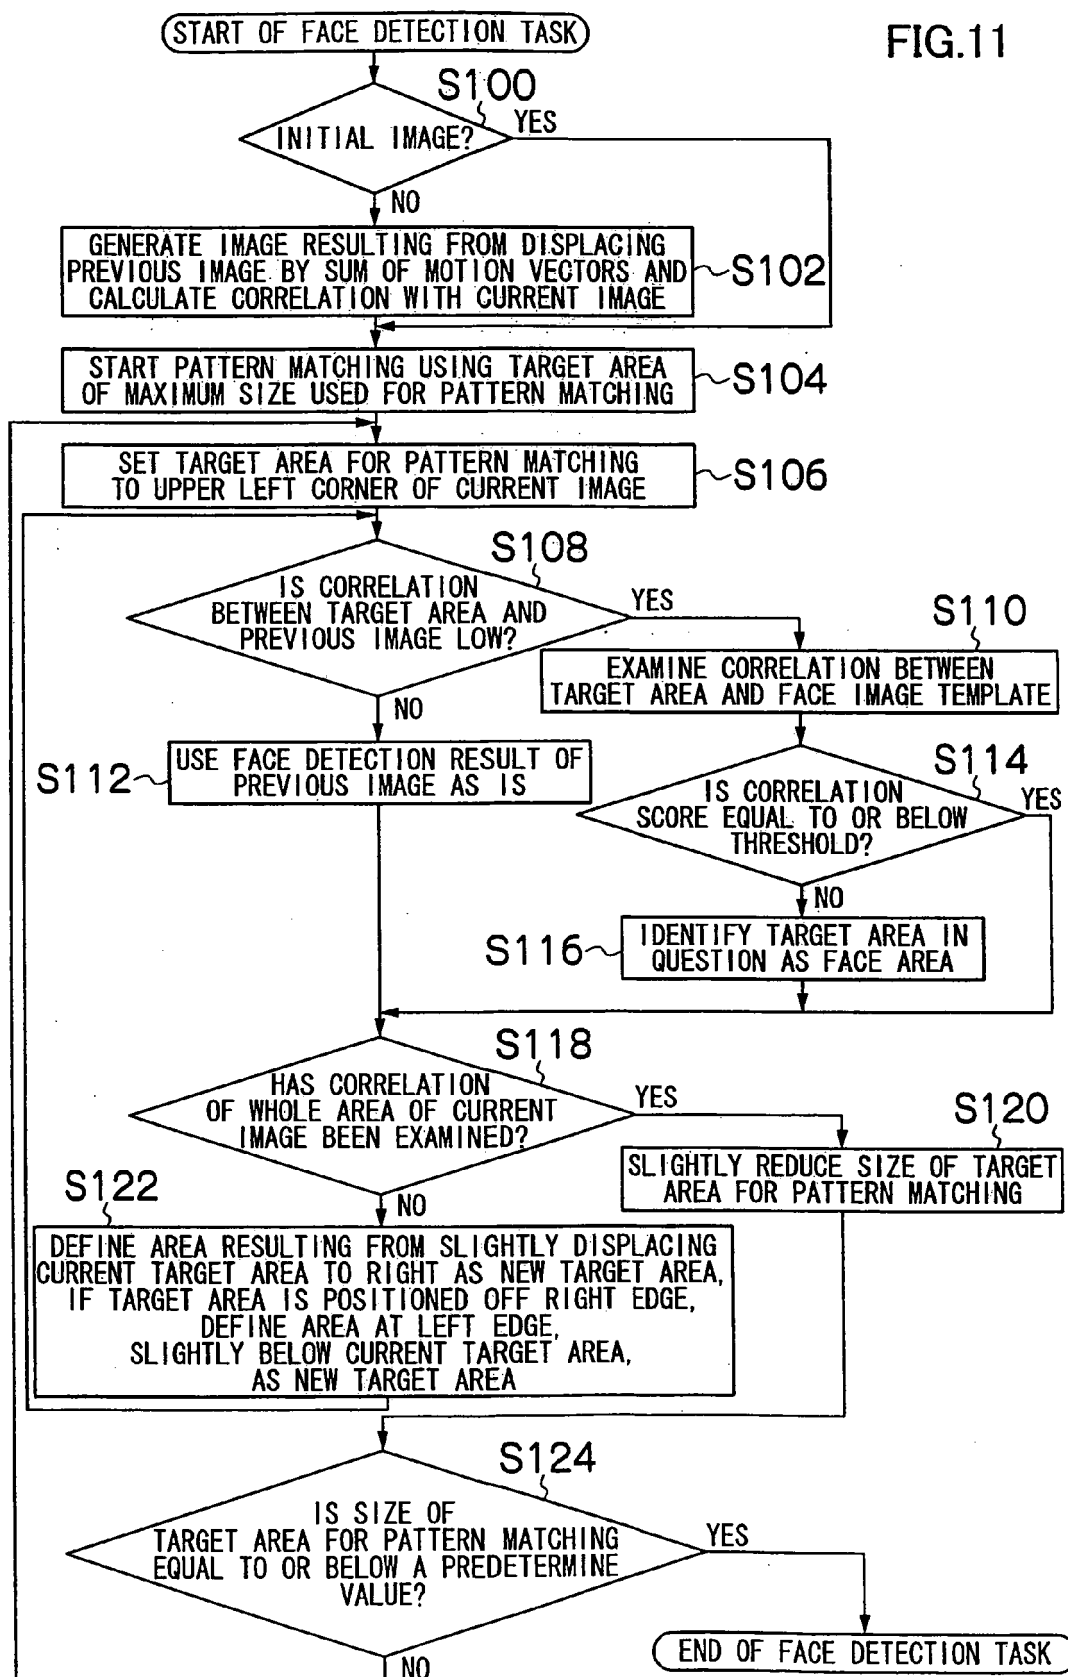 START OF FACE DETECTION TASK
FIG.11
S100
INITIAL IMAGE?
YES
NO
GENERATE IMAGE RESULTING FROM DISPLACING
PREVIOUS IMAGE BY SUM OF MOTION VECTORS AND
CALCULATE CORRELATION WITH CURRENT IMAGE
S102
START PATTERN MATCHING USING TARGET AREA
OF MAXIMUM SIZE USED FOR PATTERN MATCHING
S104
SET TARGET AREA FOR PATTERN MATCHING
TO UPPER LEFT CORNER OF CURRENT IMAGE
S106
S108
IS CORRELATION
BETWEEN TARGET AREA AND
PREVIOUS IMAGE LOW?
YES
NO
S110
EXAMINE CORRELATION BETWEEN
TARGET AREA AND FACE IMAGE TEMPLATE
S112
USE FACE DETECTION RESULT OF
PREVIOUS IMAGE AS IS
S114
IS CORRELATION
SCORE EQUAL TO OR BELOW
THRESHOLD?
YES
NO
S116
IDENTIFY TARGET AREA IN
QUESTION AS FACE AREA
S118
HAS CORRELATION
OF WHOLE AREA OF CURRENT
IMAGE BEEN EXAMINED?
YES
NO
S120
SLIGHTLY REDUCE SIZE OF TARGET
AREA FOR PATTERN MATCHING
S122
DEFINE AREA RESULTING FROM SLIGHTLY DISPLACING
CURRENT TARGET AREA TO RIGHT AS NEW TARGET AREA,
IF TARGET AREA IS POSITIONED OFF RIGHT EDGE,
DEFINE AREA AT LEFT EDGE,
SLIGHTLY BELOW CURRENT TARGET AREA,
AS NEW TARGET AREA
S124
IS SIZE OF
TARGET AREA FOR PATTERN MATCHING
EQUAL TO OR BELOW A PREDETERMINE
VALUE?
YES
NO
END OF FACE DETECTION TASK